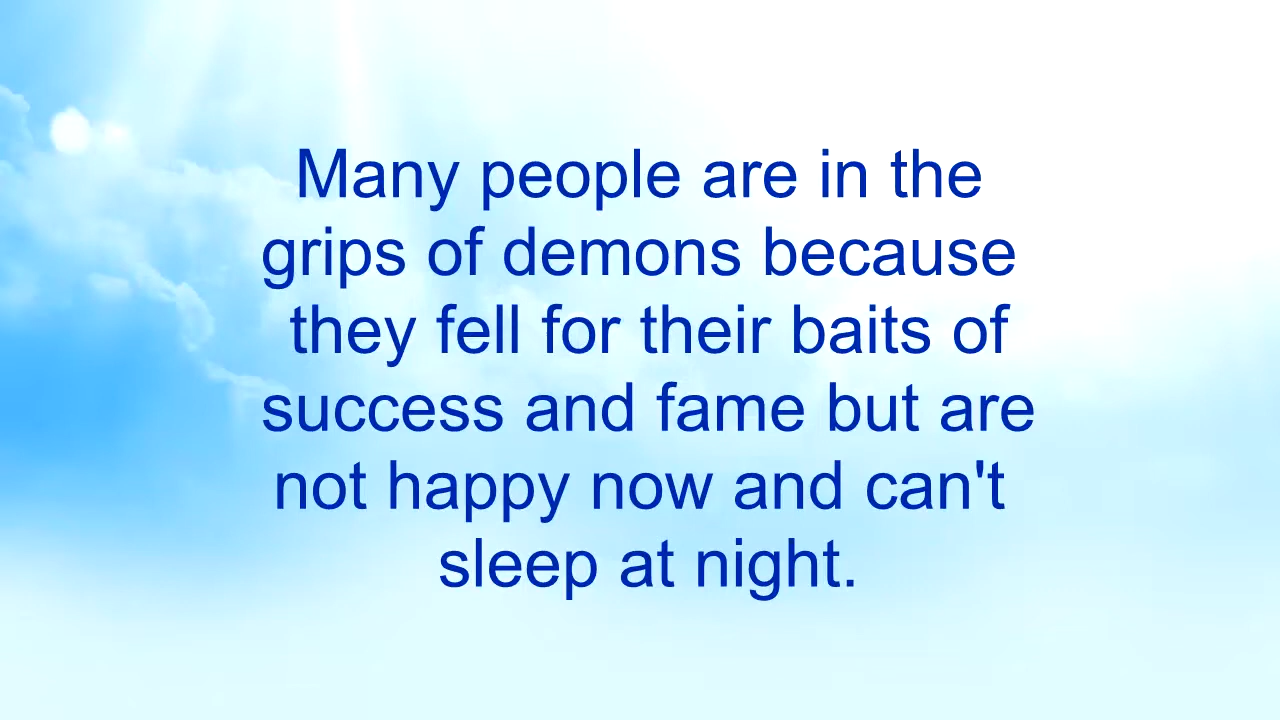 Many people are in the
grips of demons because
they fell for their baits of
success and fame but are
not happy now and can't
sleep at night.